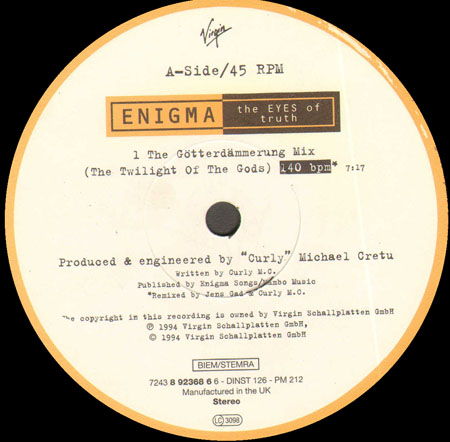 Virgin
A-Side/45 RPM
ENIGMA the EYES of
truth
1 The Götterdämmerung Mix
(The Twilight Of The Gods) 140 bpm* 7:17
Produced & engineered by "Curly" Michael Cretu
Written by Curly M.C.
Published by Enigma Songs/Mambo Music
*Remixed by Jens Gad & Curly M.C.
The copyright in this recording is owned by Virgin Schallplatten GmbH
℗ 1994 Virgin Schallplatten GmbH,
© 1994 Virgin Schallplatten GmbH
BIEM/STEMRA
7243 8 92368 6 6 - DINST 126 - PM 212
Manufactured in the UK
Stereo
LC 3098